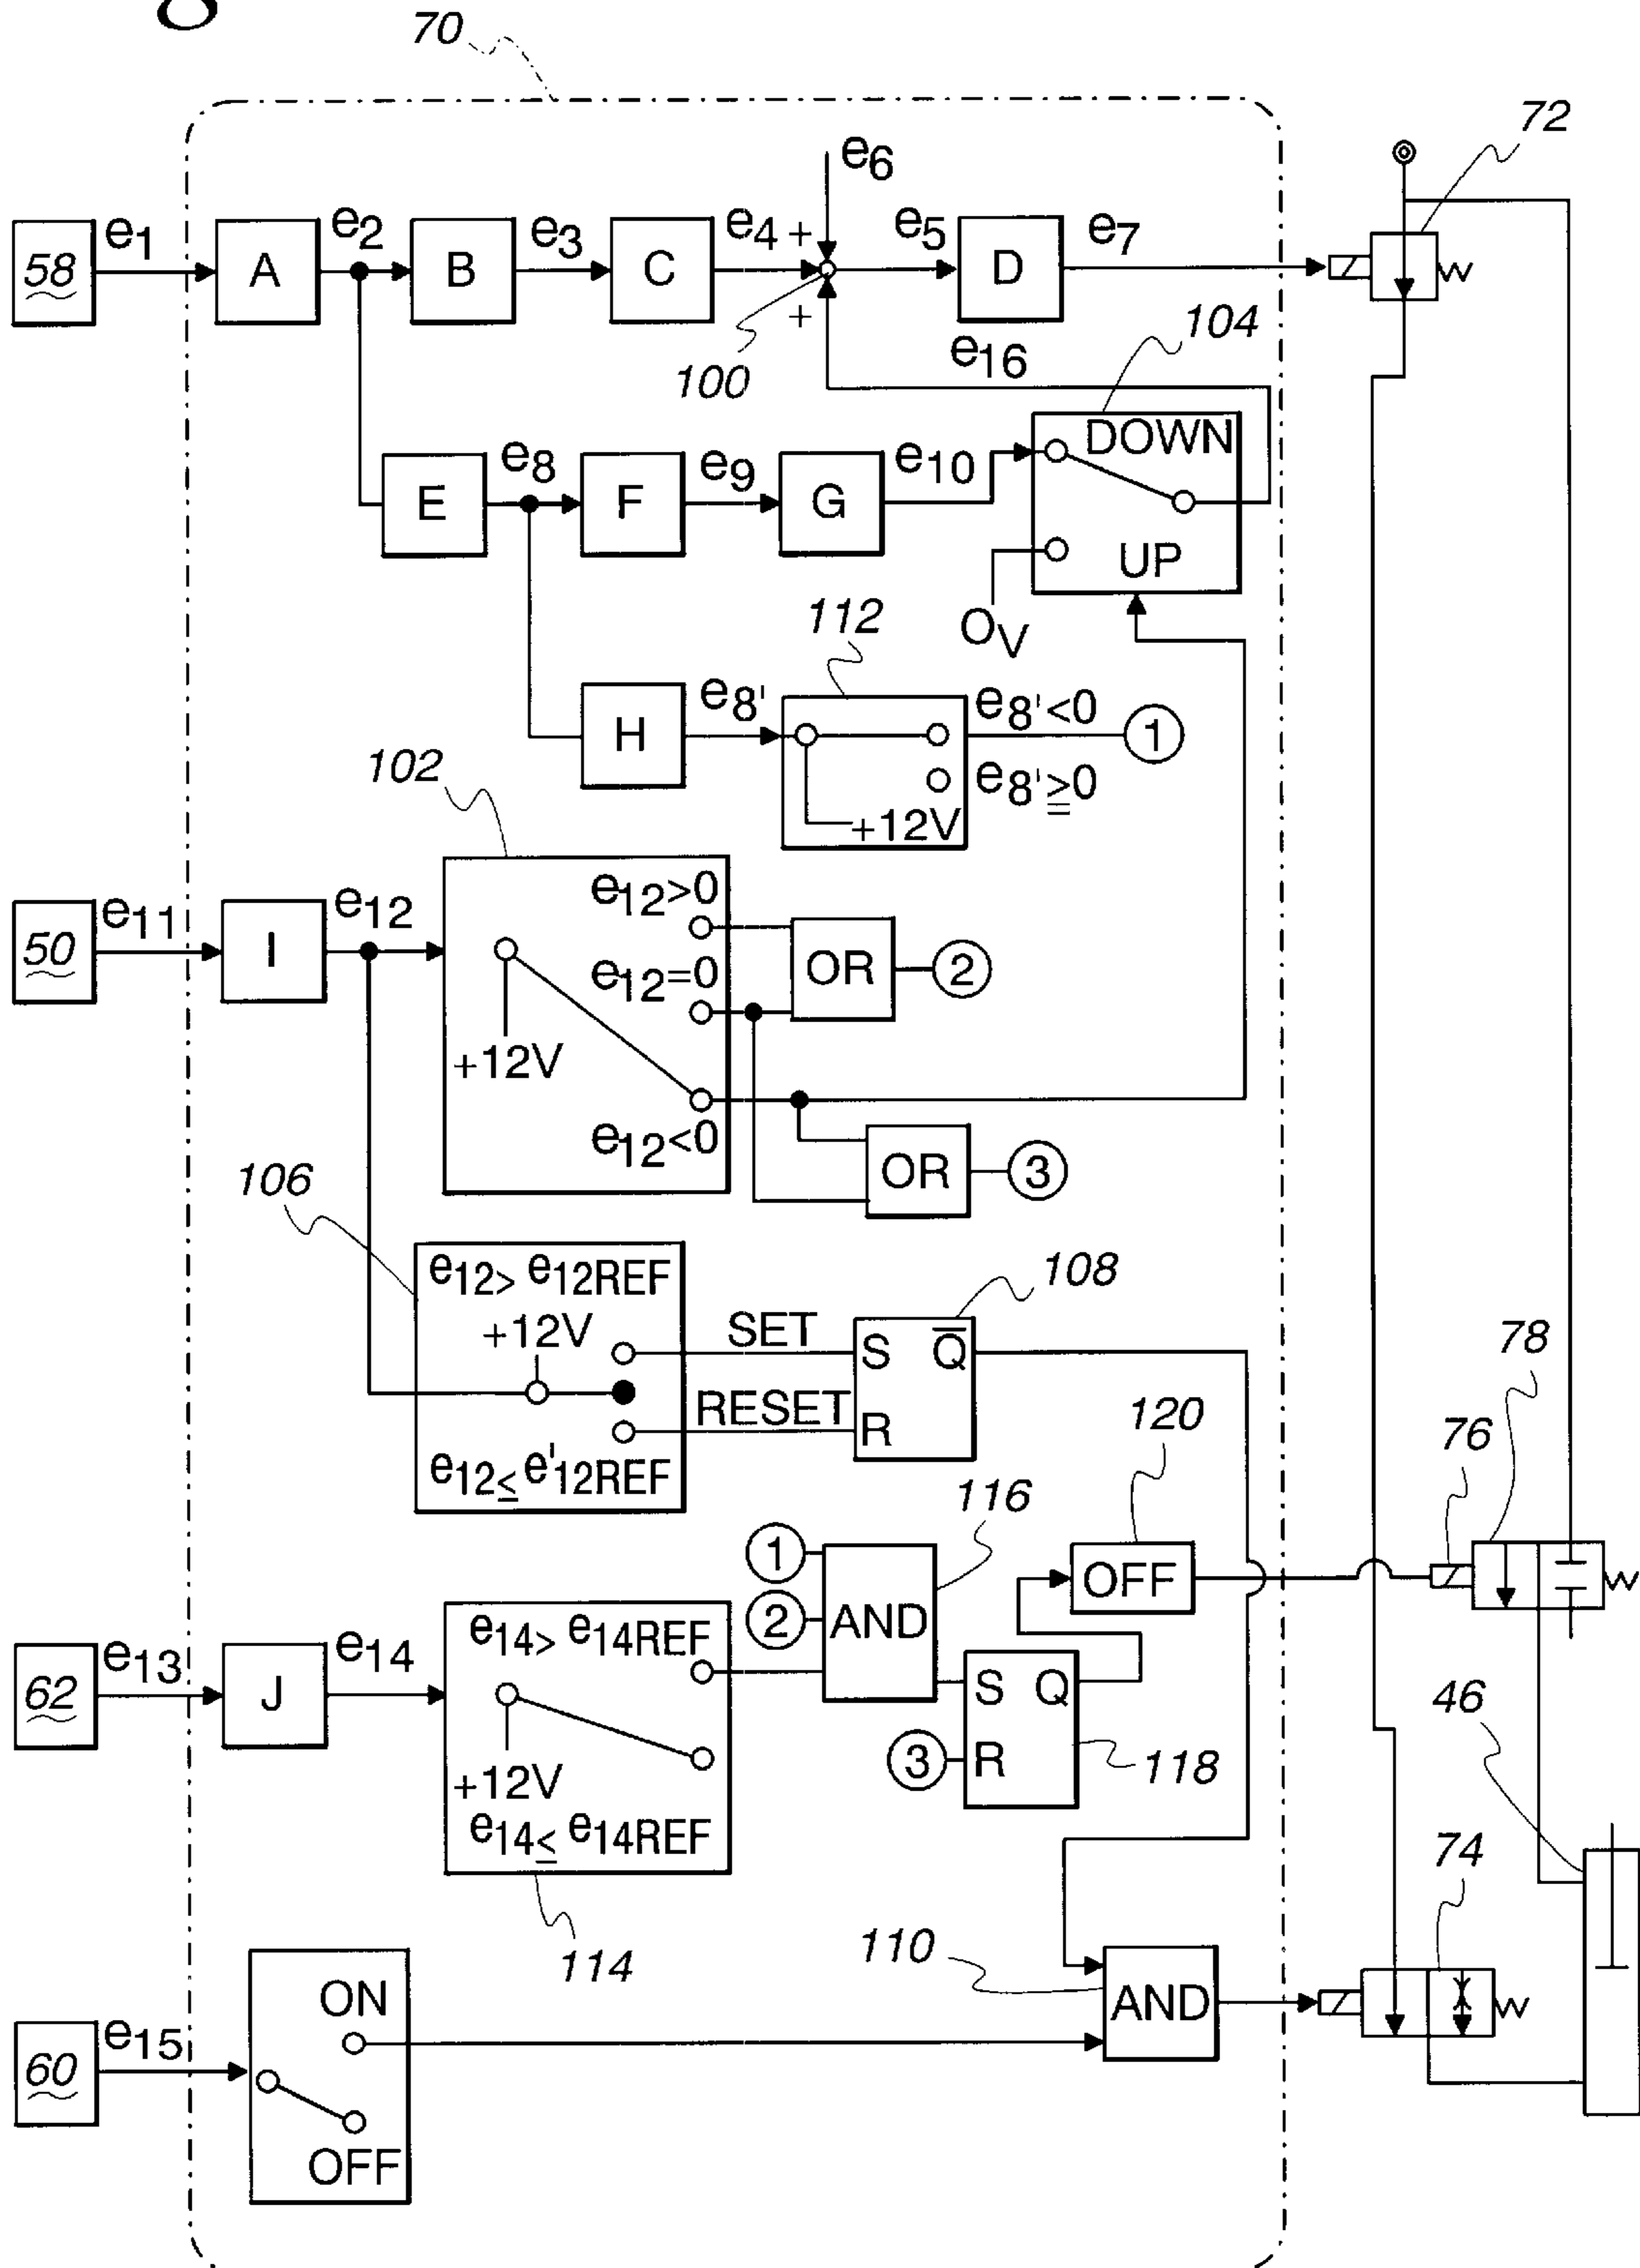 70
72
e6
58
e1
A
e2
B
e3
C
e4
+
+
e5
D
e7
100
e16
104
DOWN
UP
OV
E
e8
F
e9
G
e10
112
H
e8'
e8'<0
e8'≧0
+12V
1
102
50
e11
I
e12
e12>0
e12=0
e12<0
+12V
OR
2
OR
3
106
e12> e12REF
+12V
e12≤ e'12REF
SET
RESET
108
S
Q̅
R
120
OFF
116
1
2
AND
76
78
62
e13
J
e14
e14> e14REF
+12V
e14≤ e14REF
S
Q
3
R
118
114
46
74
60
e15
ON
OFF
110
AND